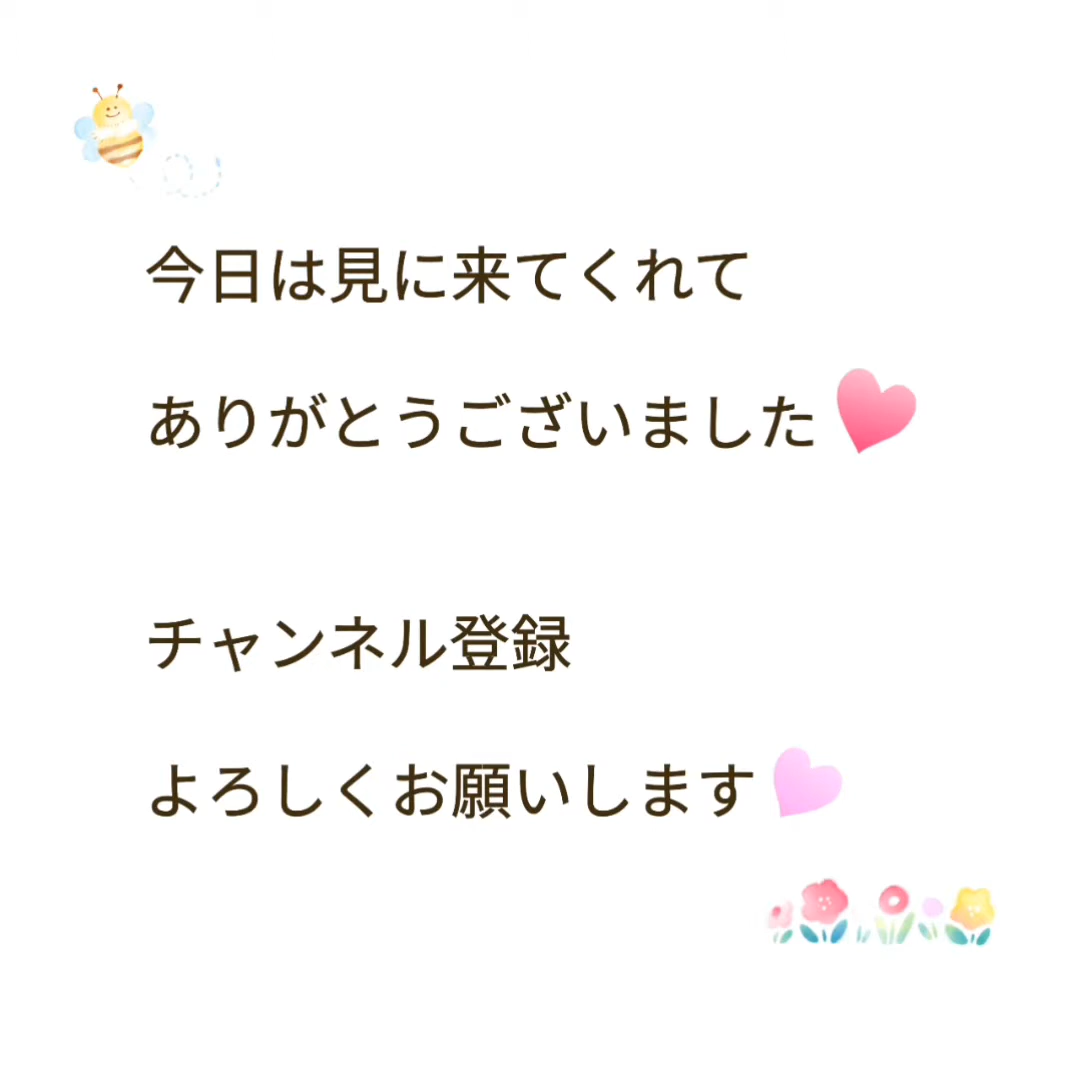 今日は見に来てくれて
ありがとうございました
チャンネル登録
よろしくお願いします